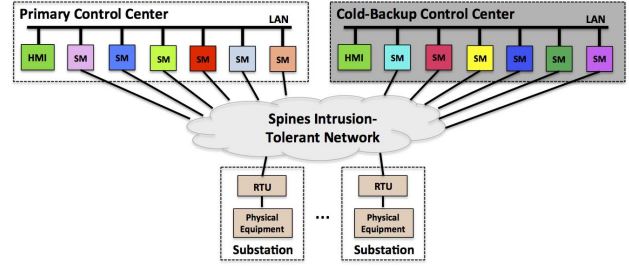 Primary Control Center
LAN
HMI SM SM SM SM SM SM
Cold-Backup Control Center
LAN
HMI SM SM SM SM SM SM
Spines Intrusion-
Tolerant Network
RTU
Physical
Equipment
Substation
...
RTU
Physical
Equipment
Substation